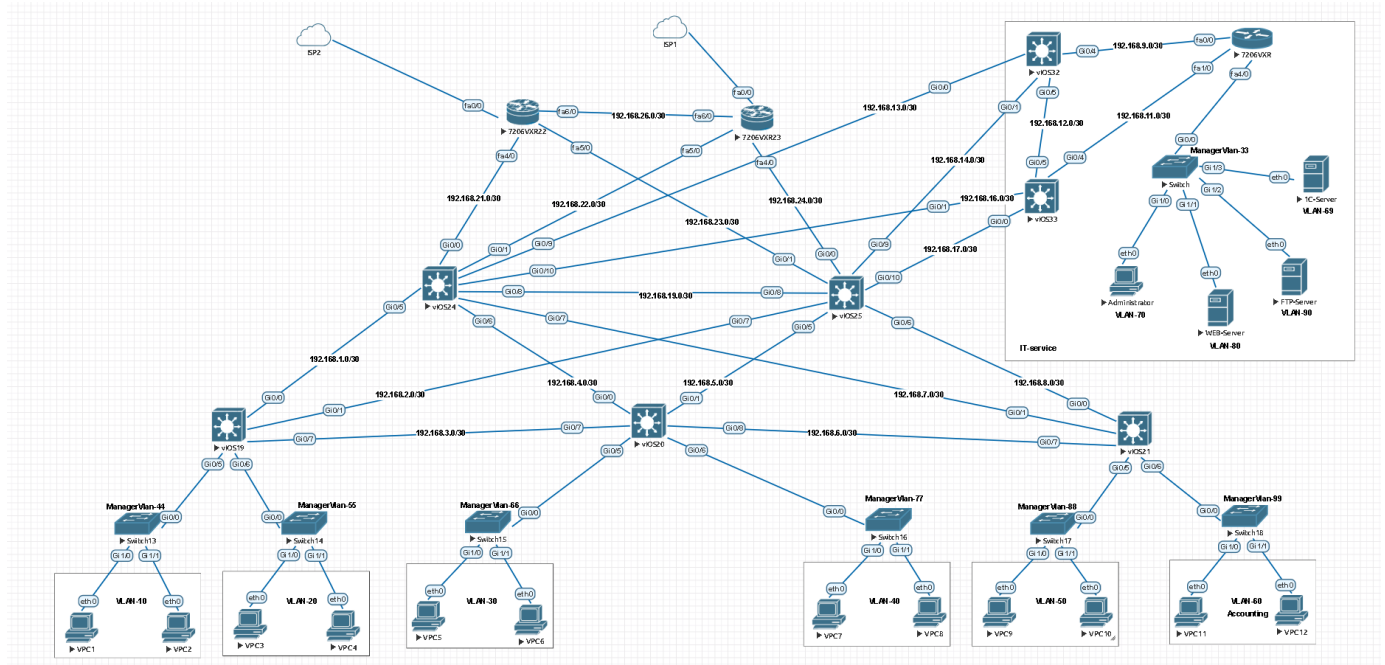 ISP2
ISP1
fa0/0
fa6/0
192.168.26.0/30
fa6/0
fa0/0
7206VXR22
7206VXR23
fa4/0
fa5/0
fa5/0
fa4/0
192.168.21.0/30
192.168.22.0/30
192.168.23.0/30
192.168.24.0/30
192.168.13.0/30
Gi0/0
vIOS32
Gi0/4
192.168.9.0/30
fa0/0
7206VXR
fa1/0
fa4/0
Gi0/1
Gi0/5
192.168.12.0/30
192.168.11.0/30
192.168.14.0/30
Gi0/5
Gi0/4
Gi0/0
ManagerVlan-33
Switch
Gi1/3
Gi1/2
Gi1/0
Gi1/1
eth0
1C-Server
VLAN-69
Gi0/1
192.168.16.0/30
Gi0/0
vIOS33
192.168.17.0/30
eth0
eth0
eth0
Administrator
VLAN-70
WEB-Server
VLAN-80
FTP-Server
VLAN-90
IT-service
Gi0/0
Gi0/1
Gi0/9
Gi0/10
Gi0/8
192.168.19.0/30
Gi0/8
Gi0/1
Gi0/0
Gi0/9
Gi0/10
vIOS24
vIOS25
Gi0/5
Gi0/6
Gi0/7
Gi0/7
Gi0/5
Gi0/6
192.168.1.0/30
192.168.2.0/30
192.168.4.0/30
192.168.5.0/30
192.168.7.0/30
192.168.8.0/30
Gi0/0
Gi0/1
Gi0/7
192.168.3.0/30
Gi0/7
Gi0/0
Gi0/1
Gi0/8
192.168.6.0/30
Gi0/7
Gi0/1
Gi0/0
vIOS19
vIOS20
vIOS21
Gi0/5
Gi0/6
Gi0/5
Gi0/6
Gi0/5
Gi0/6
ManagerVlan-44
ManagerVlan-55
ManagerVlan-66
ManagerVlan-77
ManagerVlan-88
ManagerVlan-99
Gi0/0
Gi0/0
Gi0/0
Gi0/0
Gi0/0
Gi0/0
Switch13
Switch14
Switch15
Switch16
Switch17
Switch18
Gi1/0
Gi1/1
Gi1/0
Gi1/1
Gi1/0
Gi1/1
Gi1/0
Gi1/1
Gi1/0
Gi1/1
Gi1/0
Gi1/1
eth0
VLAN-10
eth0
eth0
VLAN-20
eth0
eth0
VLAN-30
eth0
eth0
VLAN-40
eth0
eth0
VLAN-50
eth0
eth0
VLAN-60
Accounting
eth0
VPC1
VPC2
VPC3
VPC4
VPC5
VPC6
VPC7
VPC8
VPC9
VPC10
VPC11
VPC12